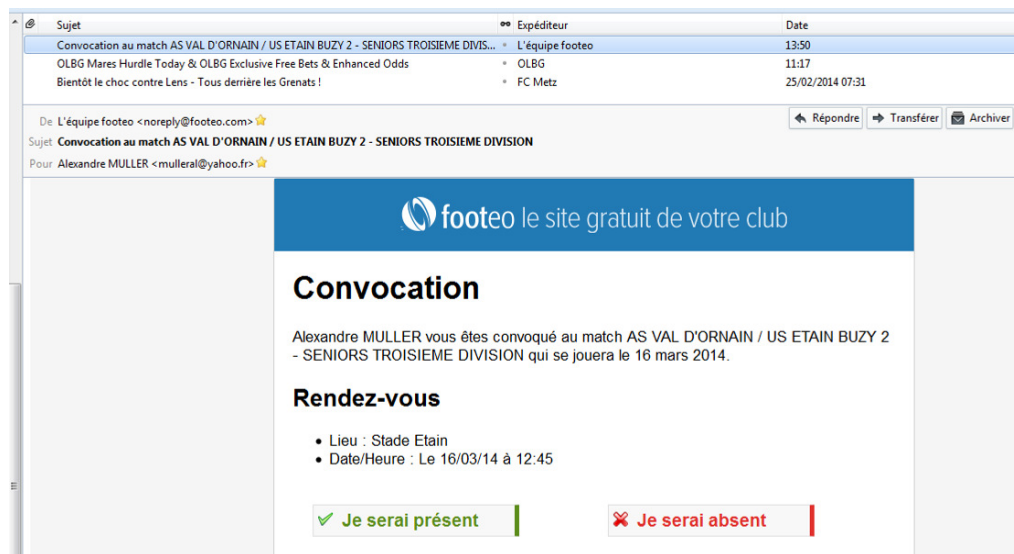 Sujet Expéditeur Date
Convocation au match AS VAL D'ORNAIN / US ETAIN BUZY 2 - SENIORS TROISIEME DIVIS... L'équipe footeo 13:50
OLBG Mares Hurdle Today & OLBG Exclusive Free Bets & Enhanced Odds OLBG 11:17
Bientôt le choc contre Lens - Tous derrière les Grenats ! FC Metz 25/02/2014 07:31
De L'équipe footeo <noreply@footeo.com> Répondre Transférer Archiver
Sujet Convocation au match AS VAL D'ORNAIN / US ETAIN BUZY 2 - SENIORS TROISIEME DIVISION
Pour Alexandre MULLER <mulleral@yahoo.fr>
footeo le site gratuit de votre club
Convocation
Alexandre MULLER vous êtes convoqué au match AS VAL D'ORNAIN / US ETAIN BUZY 2
- SENIORS TROISIEME DIVISION qui se jouera le 16 mars 2014.
Rendez-vous
• Lieu : Stade Etain
• Date/Heure : Le 16/03/14 à 12:45
Je serai présent Je serai absent